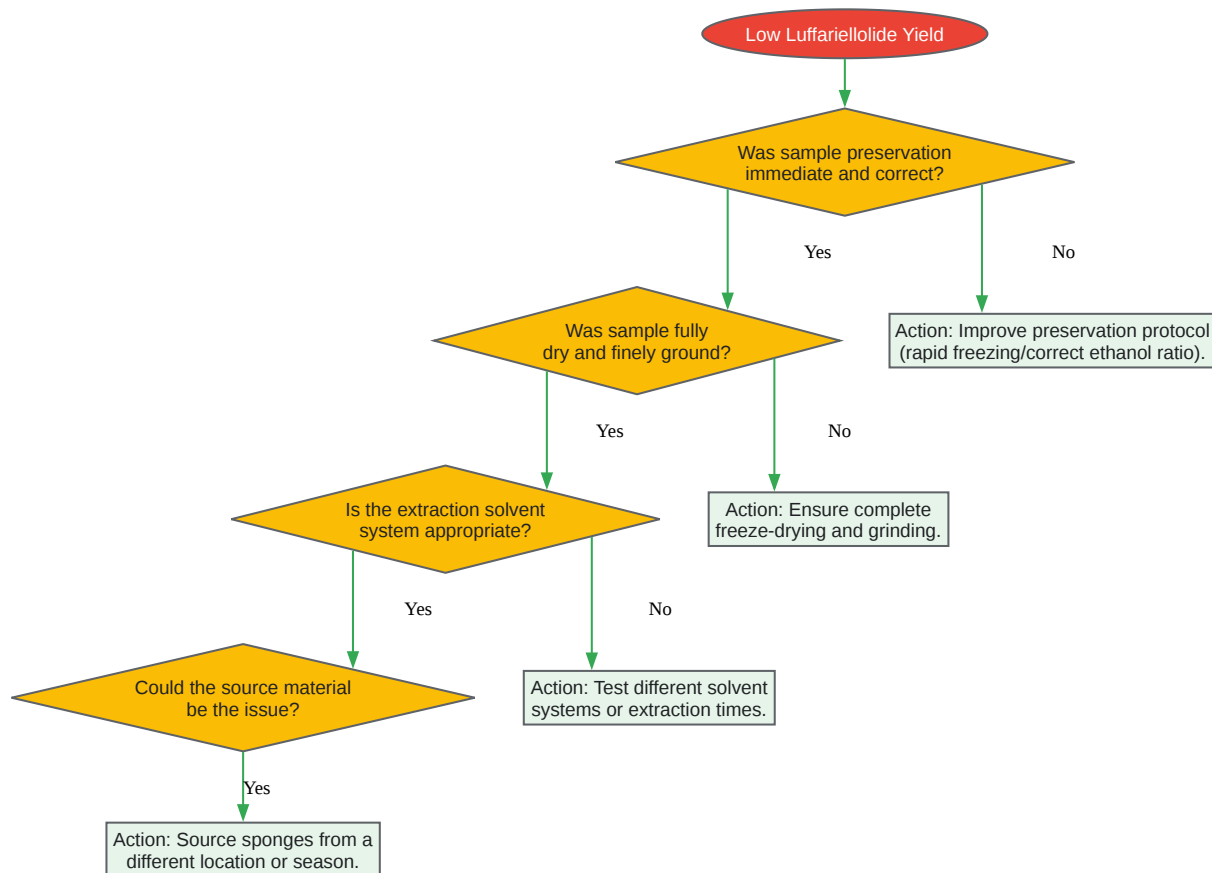 Low Luffariellolide Yield
Was sample preservation
immediate and correct?
Yes
No
Was sample fully
dry and finely ground?
Action: Improve preservation protocol
(rapid freezing/correct ethanol ratio).
Yes
No
Is the extraction solvent
system appropriate?
Action: Ensure complete
freeze-drying and grinding.
Yes
No
Could the source material
be the issue?
Action: Test different solvent
systems or extraction times.
Yes
Action: Source sponges from a
different location or season.